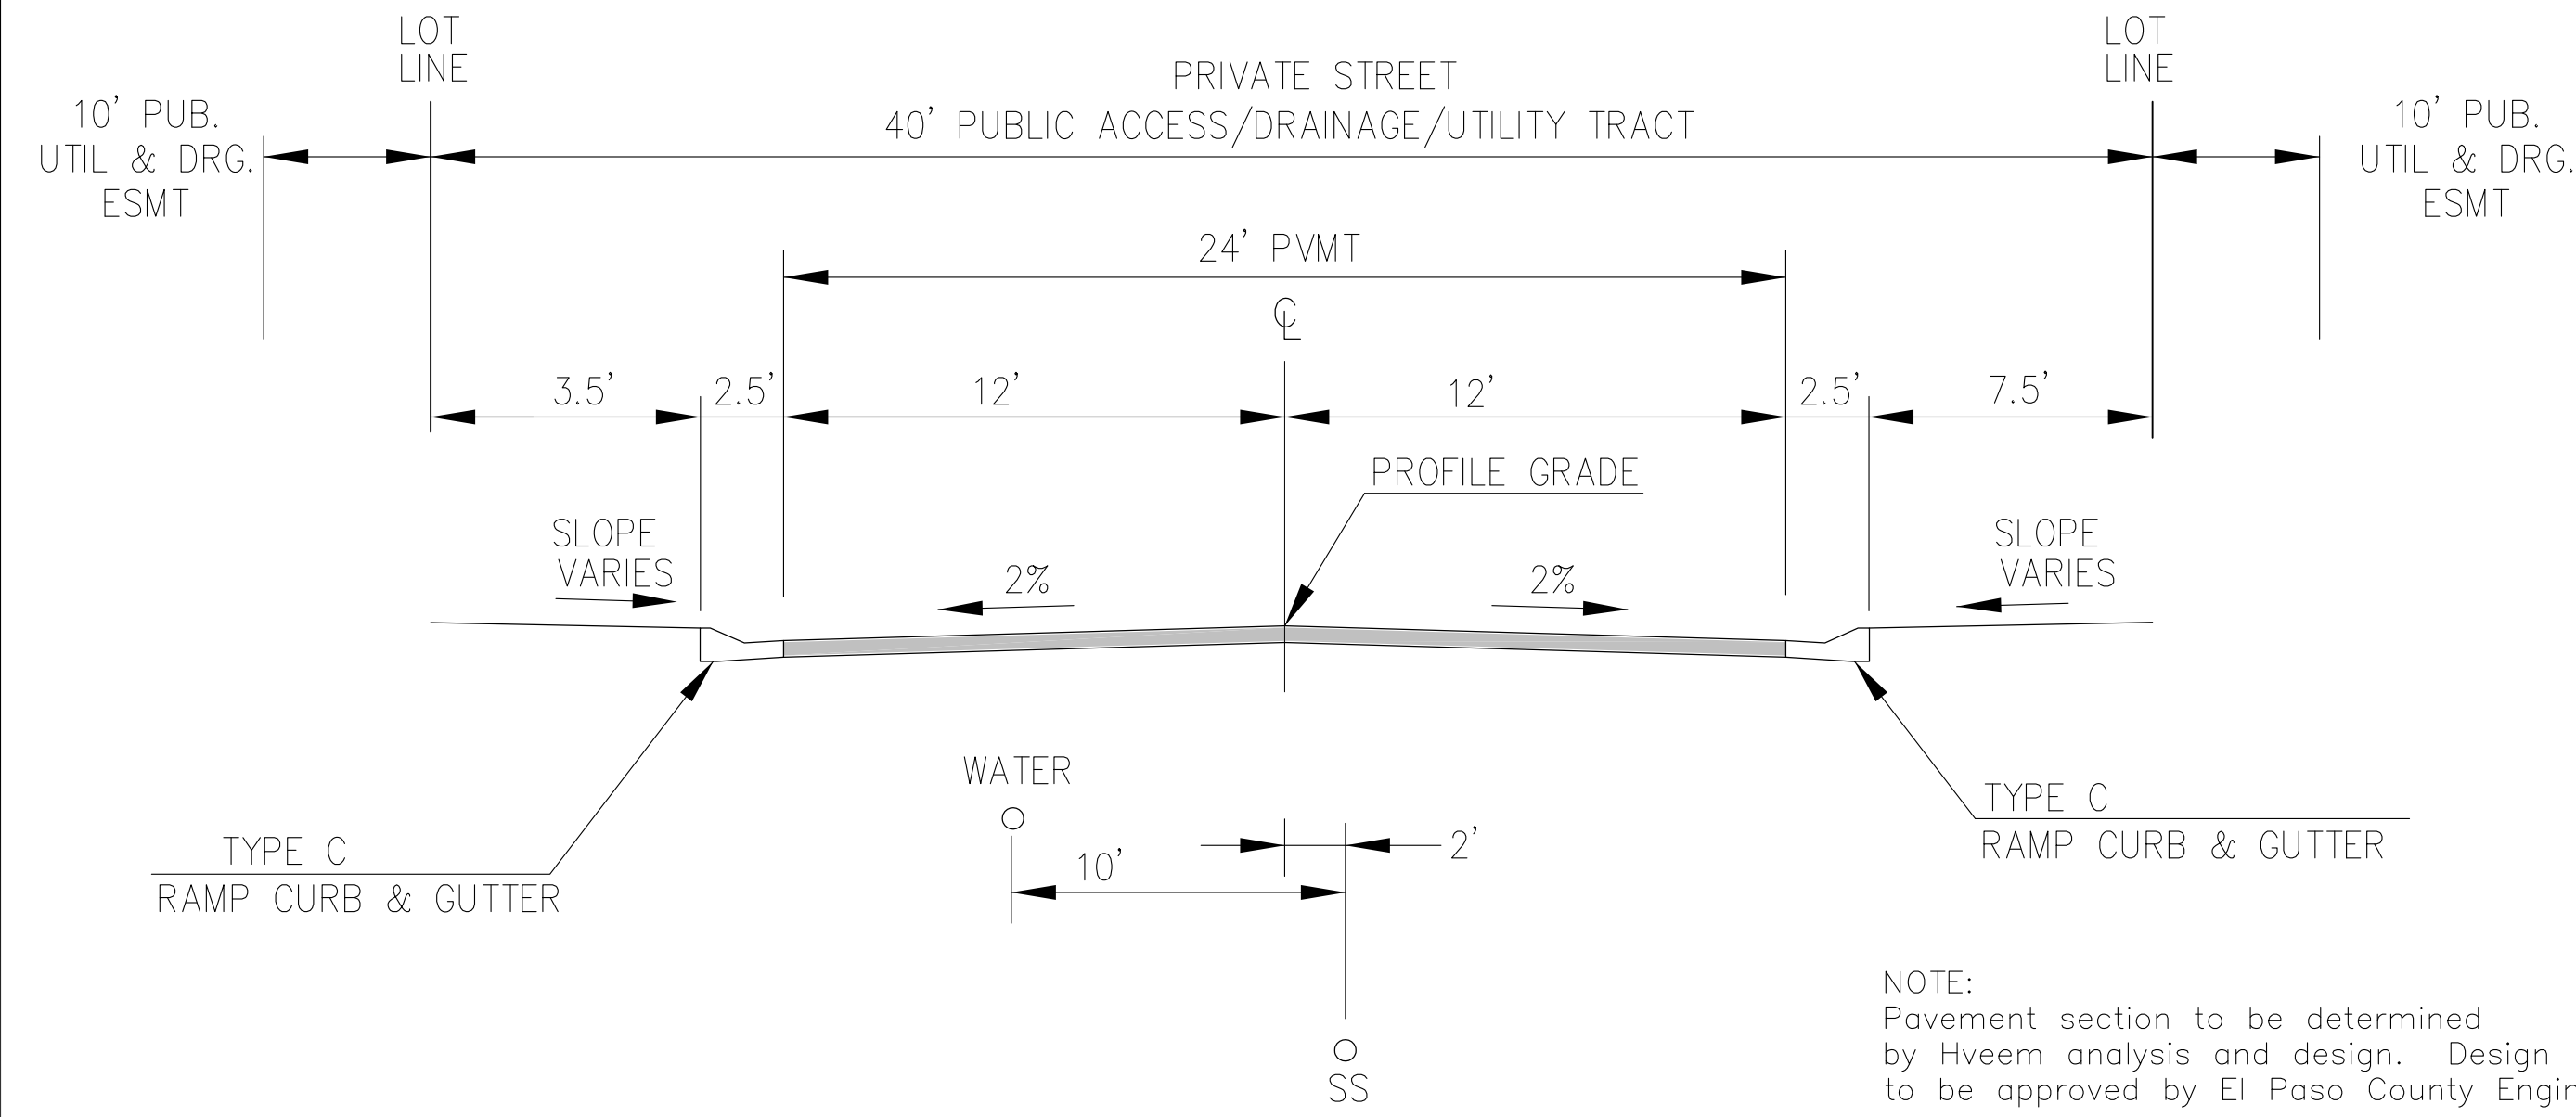 LOT
LINE
LOT
LINE
PRIVATE STREET
40' PUBLIC ACCESS/DRAINAGE/UTILITY TRACT
10' PUB.
UTIL & DRG.
ESMT
10' PUB.
UTIL & DRG.
ESMT
24' PVMT
℄
3.5'
2.5'
12'
12'
2.5'
7.5'
PROFILE GRADE
SLOPE
VARIES
2%
2%
SLOPE
VARIES
WATER
TYPE C
RAMP CURB & GUTTER
10'
2'
TYPE C
RAMP CURB & GUTTER
SS
NOTE:
Pavement section to be determined
by Hveem analysis and design. Design
to be approved by El Paso County